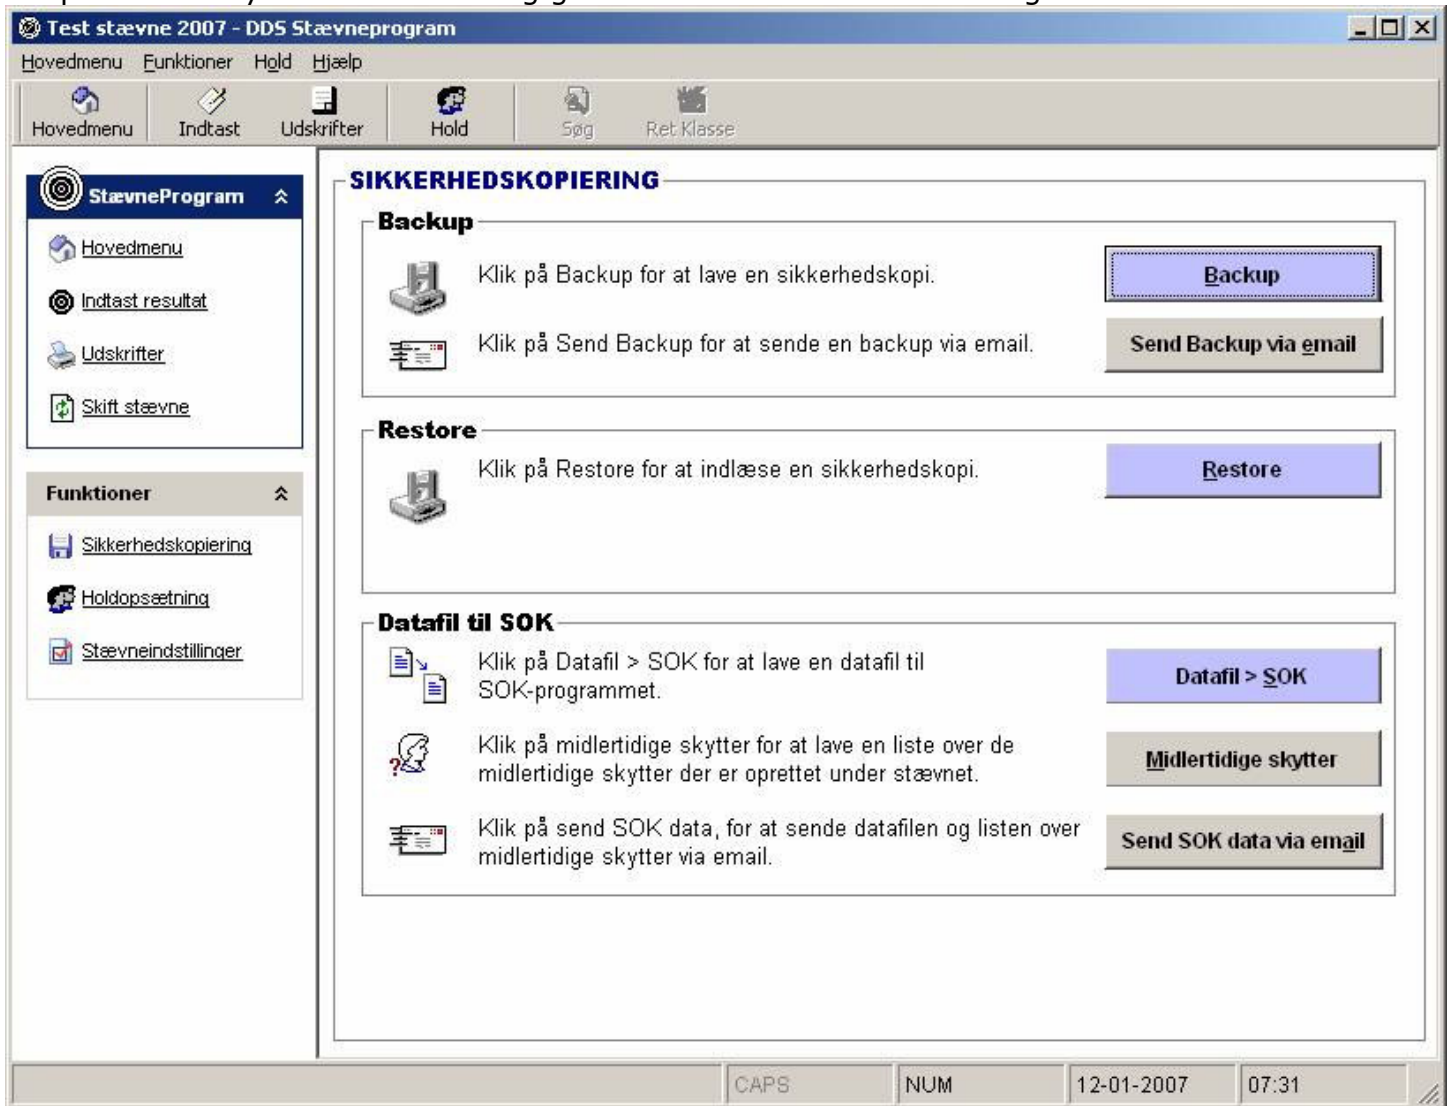 Test stævne 2007 - DDS Stævneprogram
Hovedmenu Funktioner Hold Hjælp
Hovedmenu Indtast Udskrifter Hold Søg Ret Klasse
StævneProgram
Hovedmenu
Indtast resultat
Udskrifter
Skift stævne
Funktioner
Sikkerhedskopiering
Holdopsætning
Stævneindstillinger
SIKKERHEDSKOPIERING
Backup
Klik på Backup for at lave en sikkerhedskopi.
Backup
Klik på Send Backup for at sende en backup via email.
Send Backup via email
Restore
Klik på Restore for at indlæse en sikkerhedskopi.
Restore
Datafil til SOK
Klik på Datafil > SOK for at lave en datafil til
SOK-programmet.
Datafil > SOK
Klik på midlertidige skytter for at lave en liste over de
midlertidige skytter der er oprettet under stævnet.
Midlertidige skytter
Klik på send SOK data, for at sende datafilen og listen over
midlertidige skytter via email.
Send SOK data via email
CAPS NUM 12-01-2007 07:31